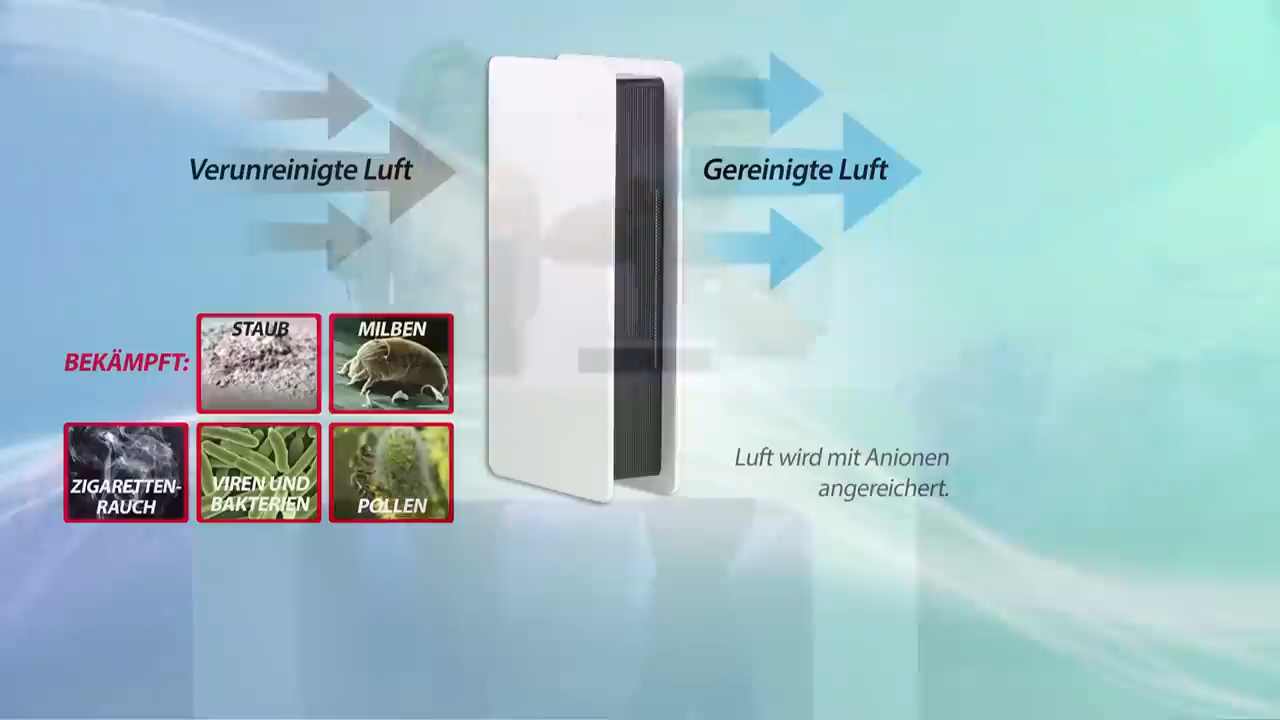 Verunreinigte Luft
Gereinigte Luft
BEKÄMPFT:
STAUB
MILBEN
ZIGARETTEN-
RAUCH
VIREN UND
BAKTERIEN
POLLEN
Luft wird mit Anionen
angereichert.